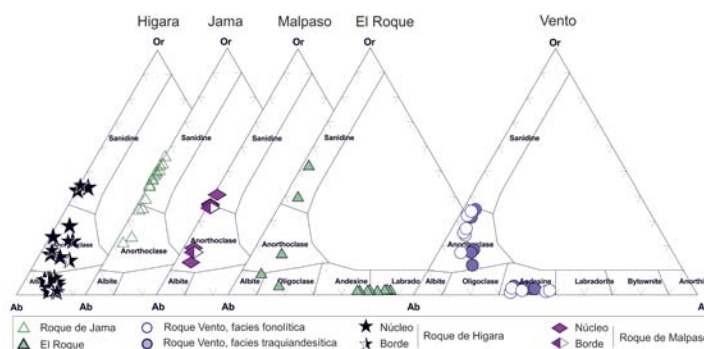 Higara Jama Malpaso El Roque Vento
Or Or Or Or Or
Sanidine Sanidine Sanidine Sanidine Sanidine
Anorthoclase Anorthoclase Anorthoclase Anorthoclase Anorthoclase
Albite Albite Albite Oligoclase Andesine Labrado Albite Oligoclase Andesine Labradorite Bytownite Anorthi
Ab Ab Ab Ab Ab A
Roque de Jama Roque Vento, facies fonolítica Núcleo Roque de Higara Núcleo Roque de Malpaso
El Roque Roque Vento, facies traquiandesítica Borde Borde